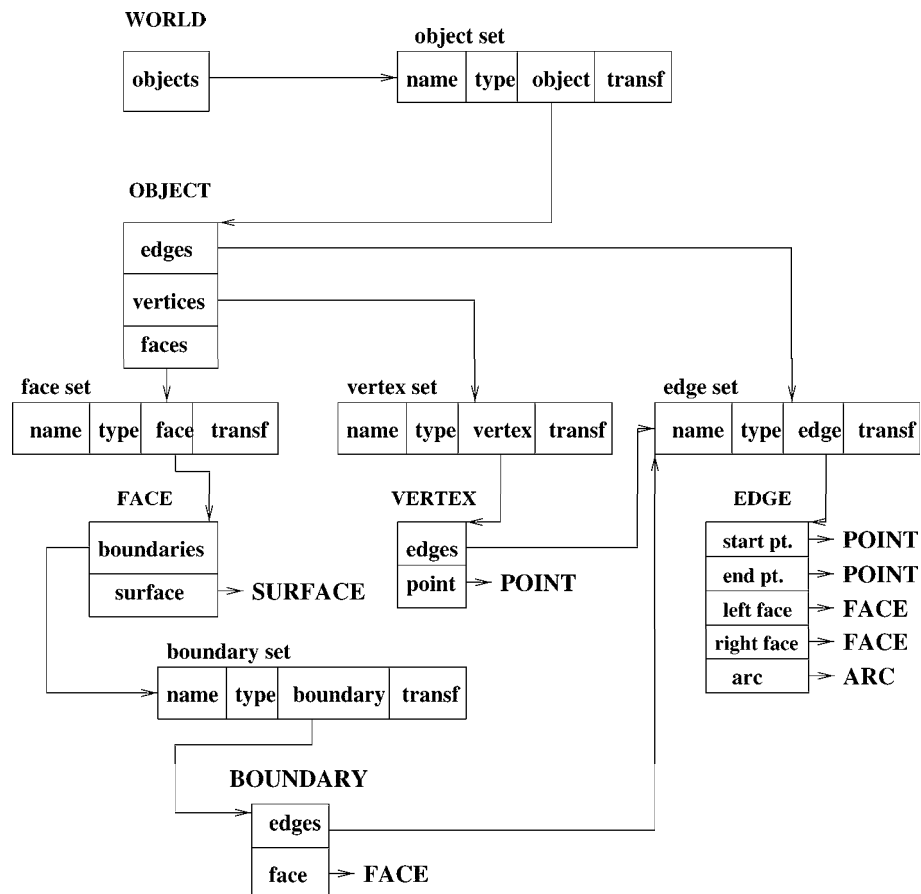 WORLD
object set
objects
name type object transf
OBJECT
edges
vertices
faces
face set
vertex set
edge set
name type face transf
name type vertex transf
name type edge transf
FACE
VERTEX
EDGE
boundaries
surface
SURFACE
edges
point
POINT
start pt.
POINT
end pt.
POINT
left face
FACE
right face
FACE
arc
ARC
boundary set
name type boundary transf
BOUNDARY
edges
face
FACE